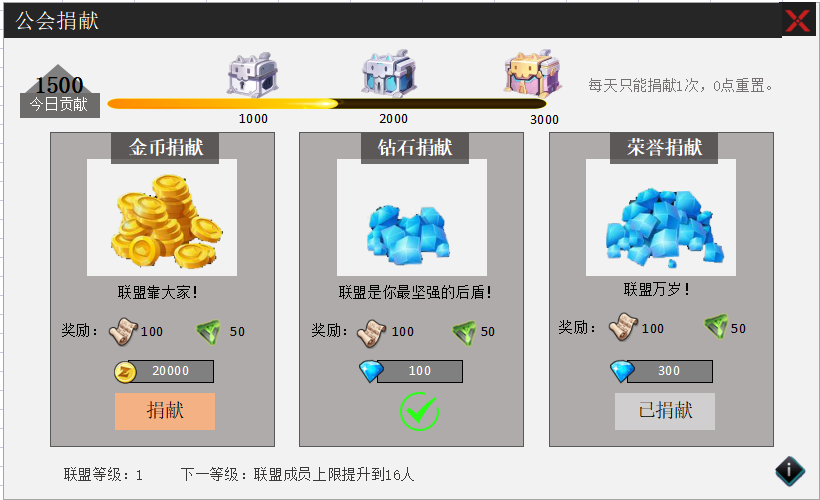 公会捐献
1500
今日贡献
每天只能捐献1次，0点重置。
1000
2000
3000
金币捐献
联盟靠大家！
奖励：
100
50
20000
捐献
钻石捐献
联盟是你最坚强的后盾！
奖励：
100
50
100
荣誉捐献
联盟万岁！
奖励：
100
50
300
已捐献
联盟等级：1
下一等级：联盟成员上限提升到16人